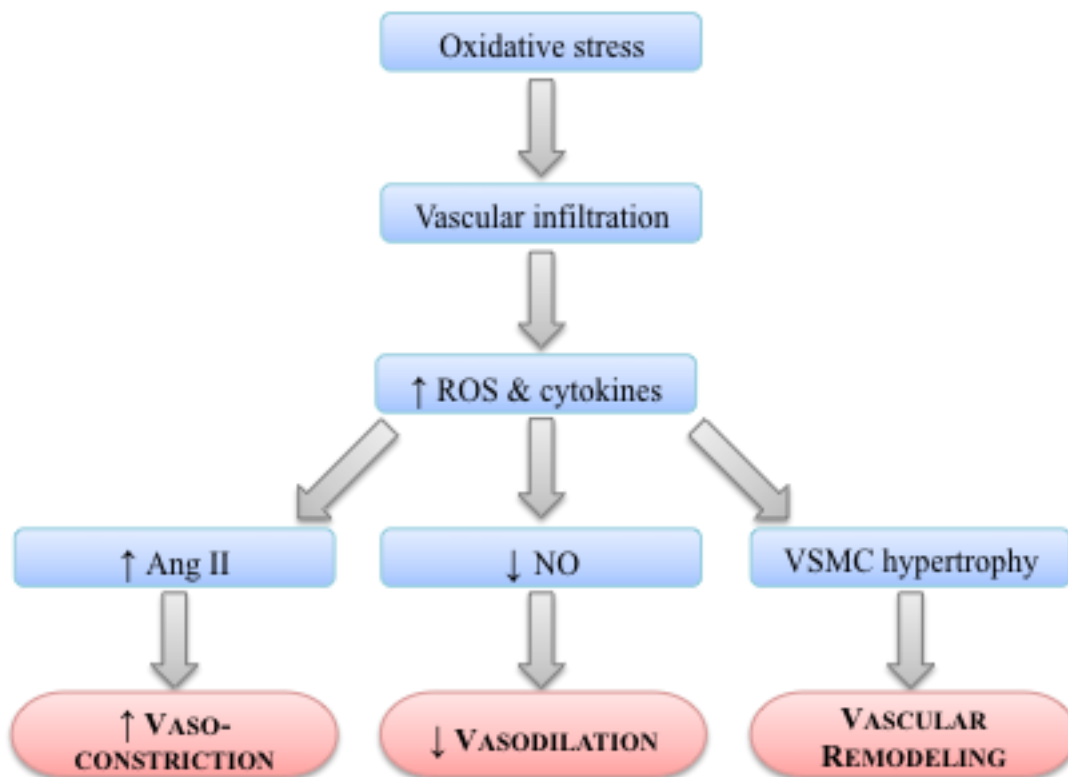 Oxidative stress
Vascular infiltration
↑ ROS & cytokines
↑ Ang II
↓ NO
VSMC hypertrophy
↑ VASO-
CONSTRICTION
↓ VASODILATION
VASCULAR
REMODELING